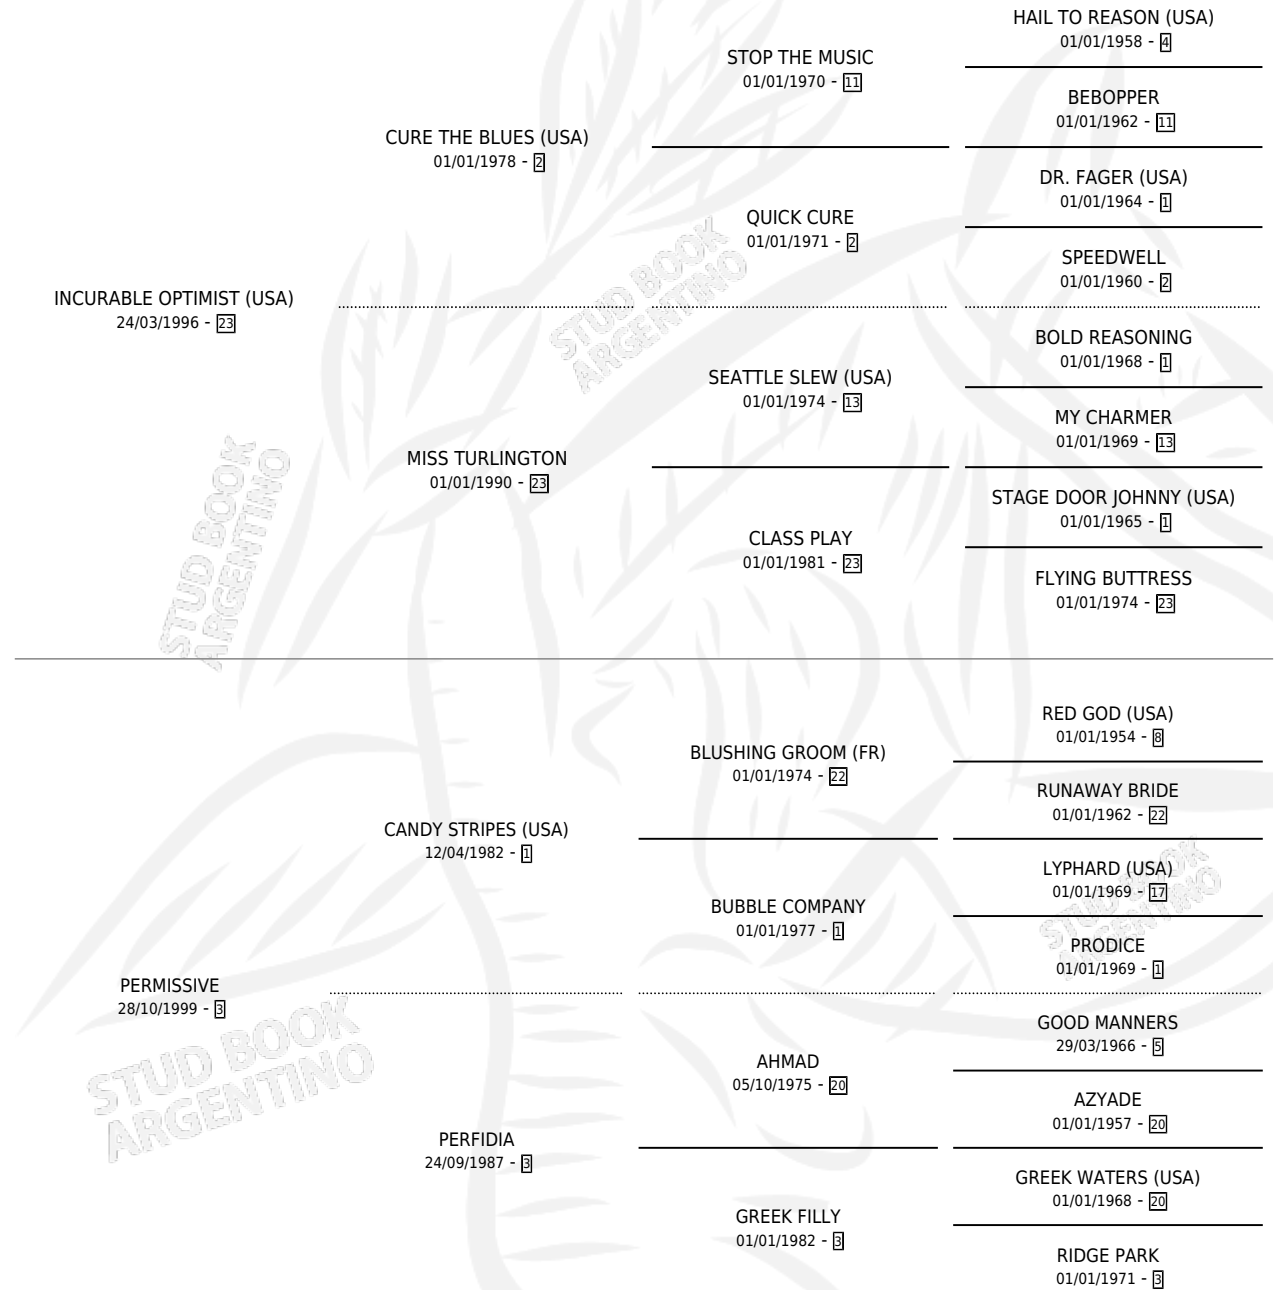 HAIL TO REASON (USA)
01/01/1958 - 4
STOP THE MUSIC
01/01/1970 - 11
BEBOPPER
01/01/1962 - 11
CURE THE BLUES (USA)
01/01/1978 - 2
DR. FAGER (USA)
01/01/1964 - 1
QUICK CURE
01/01/1971 - 2
SPEEDWELL
01/01/1960 - 2
INCURABLE OPTIMIST (USA)
24/03/1996 - 23
BOLD REASONING
01/01/1968 - 1
SEATTLE SLEW (USA)
01/01/1974 - 13
MY CHARMER
01/01/1969 - 13
MISS TURLINGTON
01/01/1990 - 23
STAGE DOOR JOHNNY (USA)
01/01/1965 - 1
CLASS PLAY
01/01/1981 - 23
FLYING BUTTRESS
01/01/1974 - 23
RED GOD (USA)
01/01/1954 - 8
BLUSHING GROOM (FR)
01/01/1974 - 22
RUNAWAY BRIDE
01/01/1962 - 22
CANDY STRIPES (USA)
12/04/1982 - 1
LYPHARD (USA)
01/01/1969 - 17
BUBBLE COMPANY
01/01/1977 - 1
PRODICE
01/01/1969 - 1
PERMISSIVE
28/10/1999 - 3
GOOD MANNERS
29/03/1966 - 5
AHMAD
05/10/1975 - 20
AZYADE
01/01/1957 - 20
PERFIDIA
24/09/1987 - 3
GREEK WATERS (USA)
01/01/1968 - 20
GREEK FILLY
01/01/1982 - 3
RIDGE PARK
01/01/1971 - 3
STUD BOOK
ARGENTINO
STUD BOOK
ARGENTINO
STUD BOOK
ARGENTINO
STUD BOOK
ARGENTINO